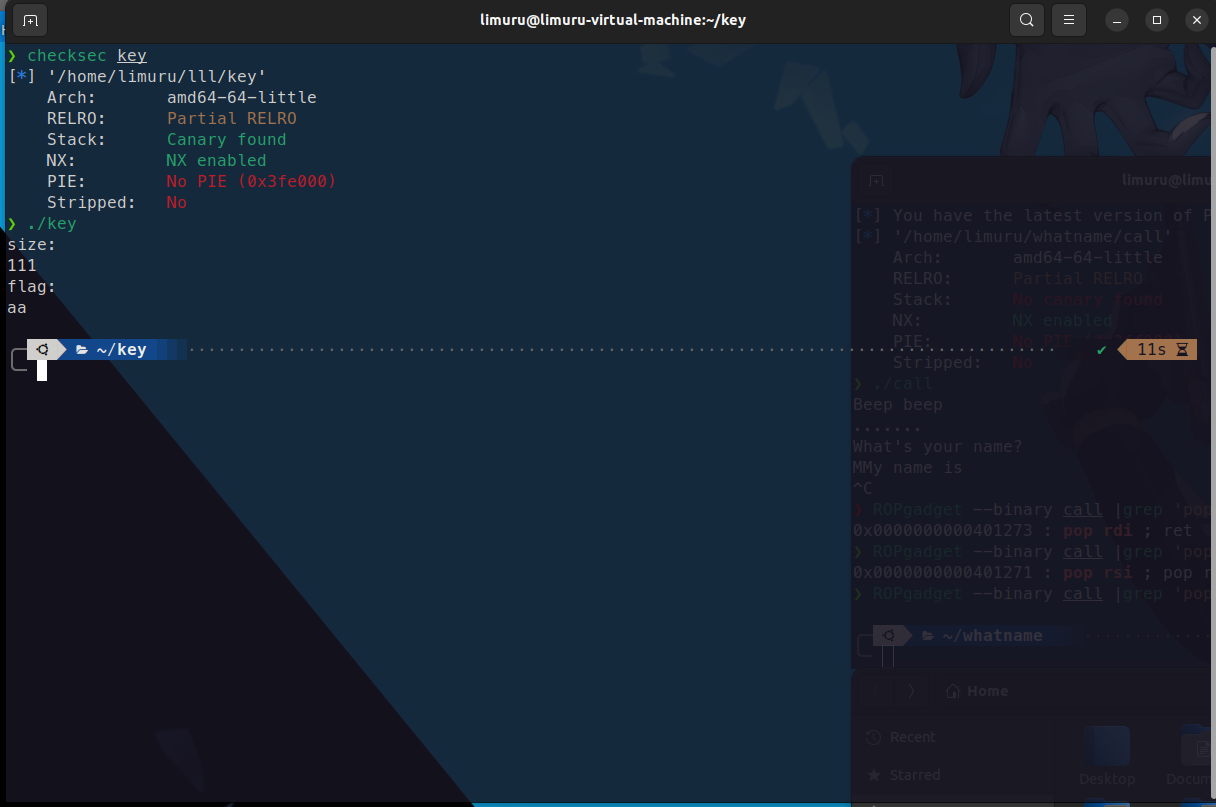 limuru@limuru-virtual-machine:~/key
❯ checksec key
[*] '/home/limuru/lll/key'
Arch: amd64-64-little
RELRO: Partial RELRO
Stack: Canary found
NX: NX enabled
PIE: No PIE (0x3fe000)
Stripped: No
❯ ./key
size:
111
flag:
aa
~/key
✔ 11s
limuru@limu
[*] You have the latest version of P
[*] '/home/limuru/whatname/call'
Arch: amd64-64-little
RELRO: Partial RELRO
Stack: No canary found
NX: NX enabled
PIE: No PIE
Stripped: No
❯ ./call
Beep beep
.......
What's your name?
MMy name is
^C
❯ ROPgadget --binary call |grep 'pop
0x0000000000401273 : pop rdi ; ret
❯ ROPgadget --binary call |grep 'pop
0x0000000000401271 : pop rsi ; pop r
❯ ROPgadget --binary call |grep 'pop
~/whatname
Home
Recent
Starred
Desktop
Docum